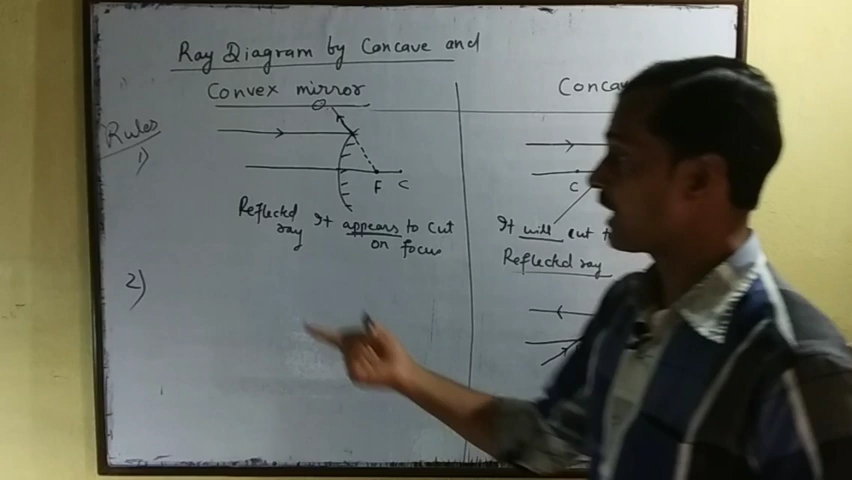 Ray Diagram by Concave and
Convex mirror
Rules
1)
F C
Reflected ray
It appears to cut
on focus
2)
C
It will cut
Reflected ray